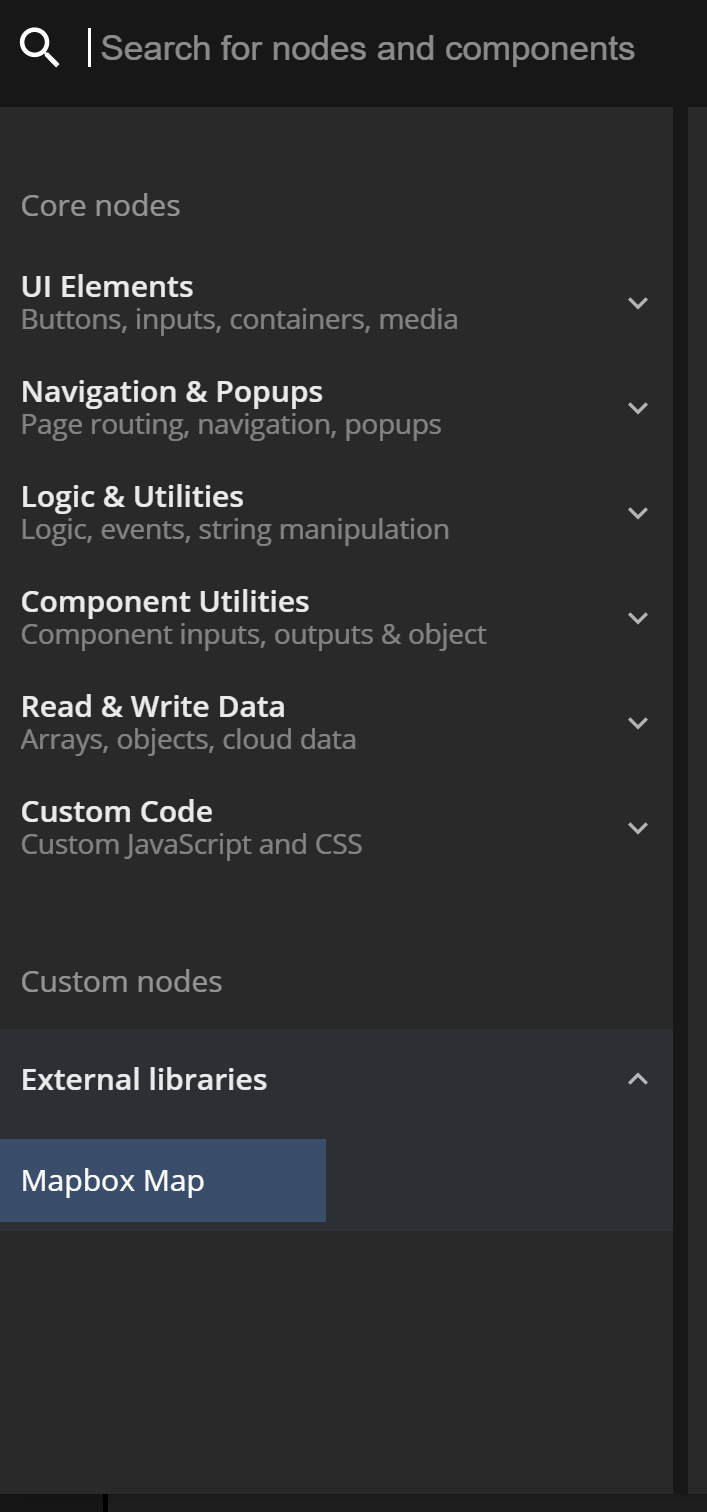 Search for nodes and components
Core nodes
UI Elements
Buttons, inputs, containers, media
Navigation & Popups
Page routing, navigation, popups
Logic & Utilities
Logic, events, string manipulation
Component Utilities
Component inputs, outputs & object
Read & Write Data
Arrays, objects, cloud data
Custom Code
Custom JavaScript and CSS
Custom nodes
External libraries
Mapbox Map